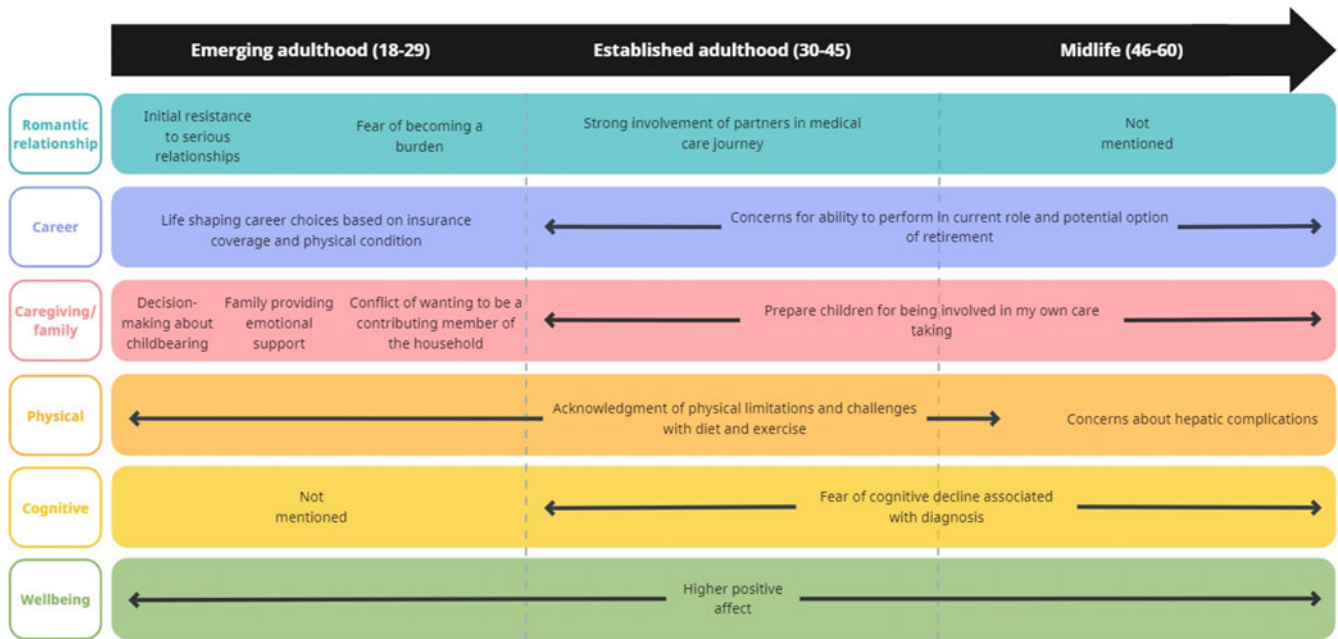 Emerging adulthood (18-29)
Established adulthood (30-45)
Midlife (46-60)
Romantic
relationship
Initial resistance
to serious
relationships
Fear of becoming a
burden
Strong involvement of partners in medical
care journey
Not
mentioned
Career
Life shaping career choices based on insurance
coverage and physical condition
Concerns for ability to perform in current role and potential option
of retirement
Caregiving/
family
Decision-
making about
childbearing
Family providing
emotional
support
Conflict of wanting to be a
contributing member of
the household
Prepare children for being involved in my own care
taking
Physical
Acknowledgment of physical limitations and challenges
with diet and exercise
Concerns about hepatic complications
Cognitive
Not
mentioned
Fear of cognitive decline associated
with diagnosis
Wellbeing
Higher positive
affect